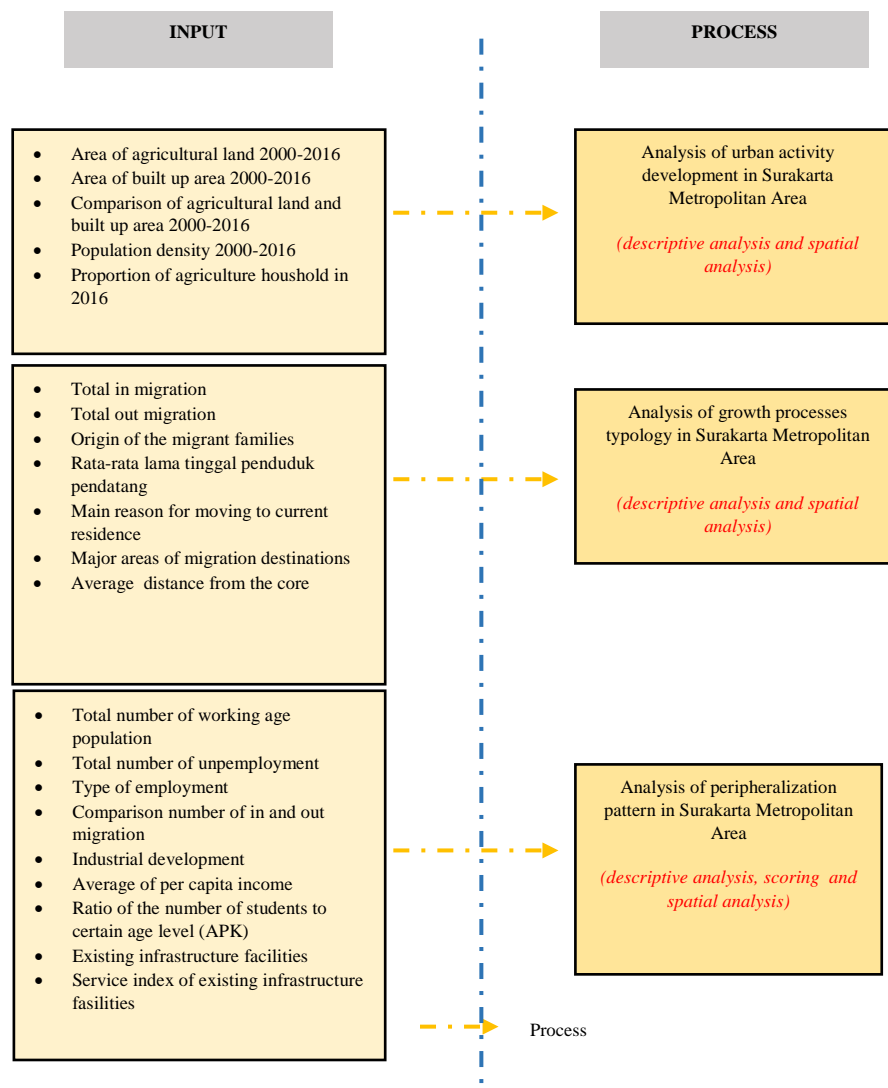 INPUT
PROCESS
• Area of agricultural land 2000-2016
• Area of built up area 2000-2016
• Comparison of agricultural land and
built up area 2000-2016
• Population density 2000-2016
• Proportion of agriculture houshold in
2016
Analysis of urban activity
development in Surakarta
Metropolitan Area
(descriptive analysis and spatial
analysis)
• Total in migration
• Total out migration
• Origin of the migrant families
• Rata-rata lama tinggal penduduk
pendatang
• Main reason for moving to current
residence
• Major areas of migration destinations
• Average distance from the core
Analysis of growth processes
typology in Surakarta Metropolitan
Area
(descriptive analysis and spatial
analysis)
• Total number of working age
population
• Total number of unpemployment
• Type of employment
• Comparison number of in and out
migration
• Industrial development
• Average of per capita income
• Ratio of the number of students to
certain age level (APK)
• Existing infrastructure facilities
• Service index of existing infrastructure
fasilities
Analysis of peripheralization
pattern in Surakarta Metropolitan
Area
(descriptive analysis, scoring and
spatial analysis)
Process